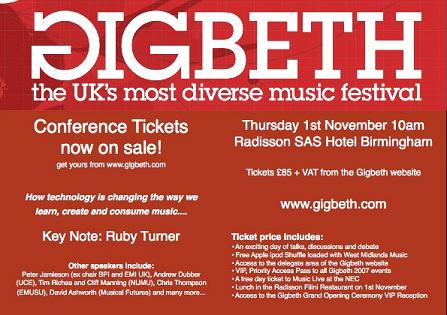 GIGBETH
the UK's most diverse music festival
Conference Tickets
now on sale!
get yours from www.gigbeth.com
How technology is changing the way we
learn, create and consume music....
Key Note: Ruby Turner
Other speakers include:
Peter Jamieson (ex chair BPI and EMI UK), Andrew Dubber
(UCE), Tim Riches and Cliff Manning (NUMU), Chris Thompson
(EMUSU), David Ashworth (Musical Futures) and many more...
Thursday 1st November 10am
Radisson SAS Hotel Birmingham
Tickets £85 + VAT from the Gigbeth website
www.gigbeth.com
Ticket price includes:
• An exciting day of talks, discussions and debate
• Free Apple ipod Shuffle loaded with West Midlands Music
• Access to the delegate area of the Gigbeth website
• VIP, Priority Access Pass to all Gigbeth 2007 events
• A free day ticket to Music Live at the NEC
• Lunch in the Radisson Filini Restaurant on 1st November
• Access to the Gigbeth Grand Opening Ceremony VIP Reception